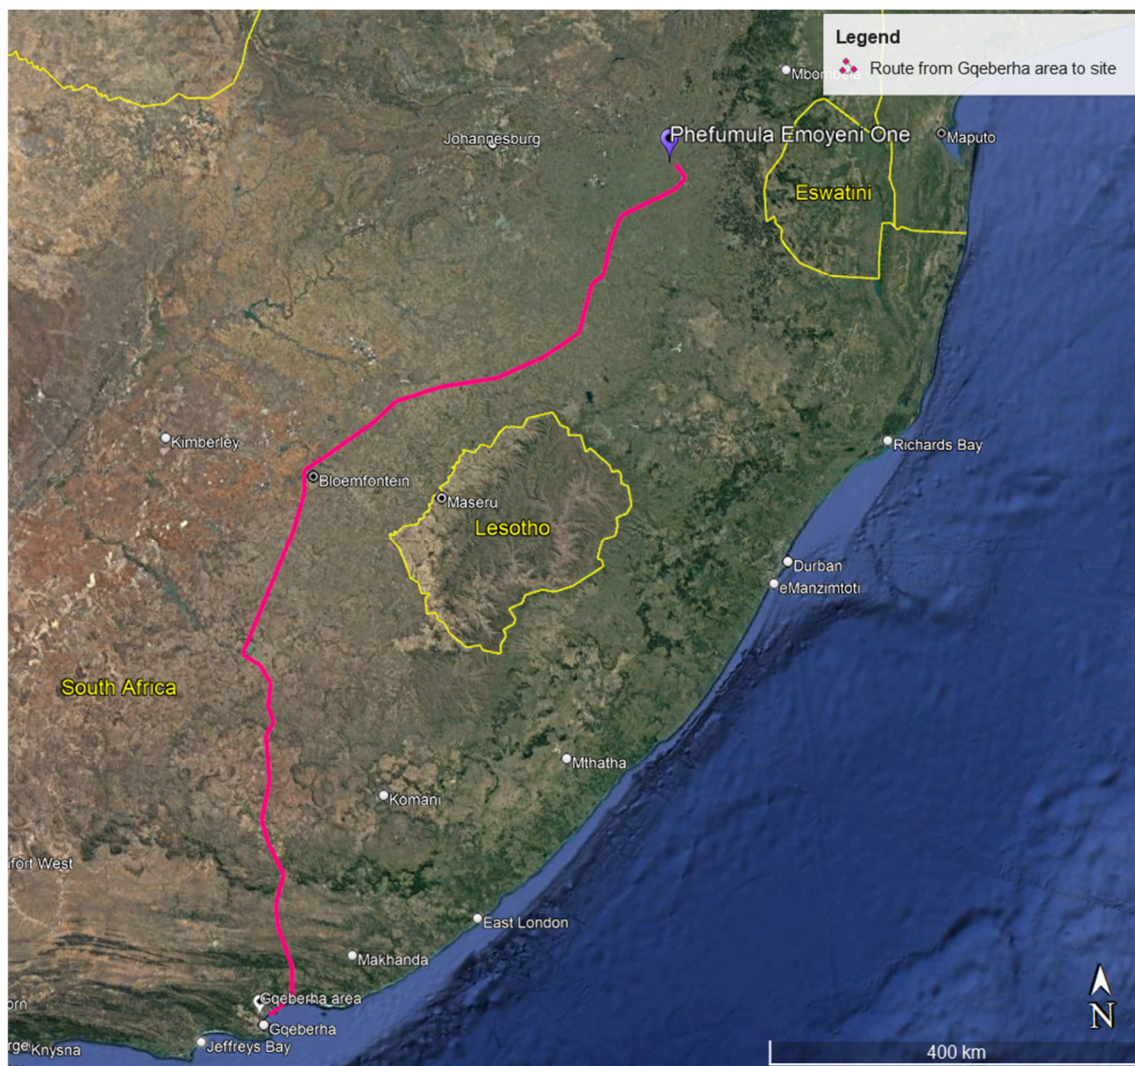 Legend
Route from Gqeberha area to site
Mbombela
Johannesburg
Phefumula Emoyeni One
Maputo
Eswatini
Kimberley
Richards Bay
Bloemfontein
Maseru
Lesotho
Durban
eManzimtoti
South Africa
Mthatha
Komani
fort West
East London
Makhanda
Gqeberha area
orn
Gqeberha
rge
Knysna
Jeffreys Bay
N
400 km